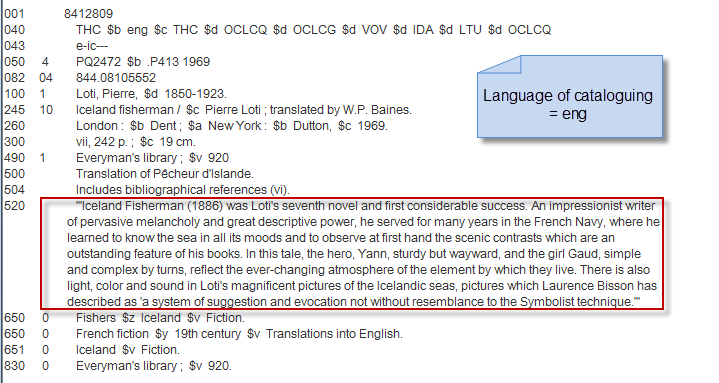 001 8412809
040 THC $b eng $c THC $d OCLCQ $d OCLCG $d VOV $d IDA $d LTU $d OCLCQ
043 e-ic---
050 4 PQ2472 $b .P413 1969
082 04 844.08105552
100 1 Loti, Pierre, $d 1850-1923.
245 10 Iceland fisherman / $c Pierre Loti ; translated by W.P. Baines.
260 London : $b Dent ; $a New York : $b Dutton, $c 1969.
300 vii, 242 p. ; $c 19 cm.
490 1 Everyman's library ; $v 920
500 Translation of Pêcheur d'Islande.
504 Includes bibliographical references (vi).
520 "'Iceland Fisherman (1886) was Loti's seventh novel and first considerable success. An impressionist writer
of pervasive melancholy and great descriptive power, he served for many years in the French Navy, where he
learned to know the sea in all its moods and to observe at first hand the scenic contrasts which are an
outstanding feature of his books. In this tale, the hero, Yann, sturdy but wayward, and the girl Gaud, simple
and complex by turns, reflect the ever-changing atmosphere of the element by which they live. There is also
light, color and sound in Loti's magnificent pictures of the Icelandic seas, pictures which Laurence Bisson has
described as 'a system of suggestion and evocation not without resemblance to the Symbolist technique.'"
650 0 Fishers $z Iceland $v Fiction.
650 0 French fiction $y 19th century $v Translations into English.
651 0 Iceland $v Fiction.
830 0 Everyman's library ; $v 920.
Language of cataloguing
= eng